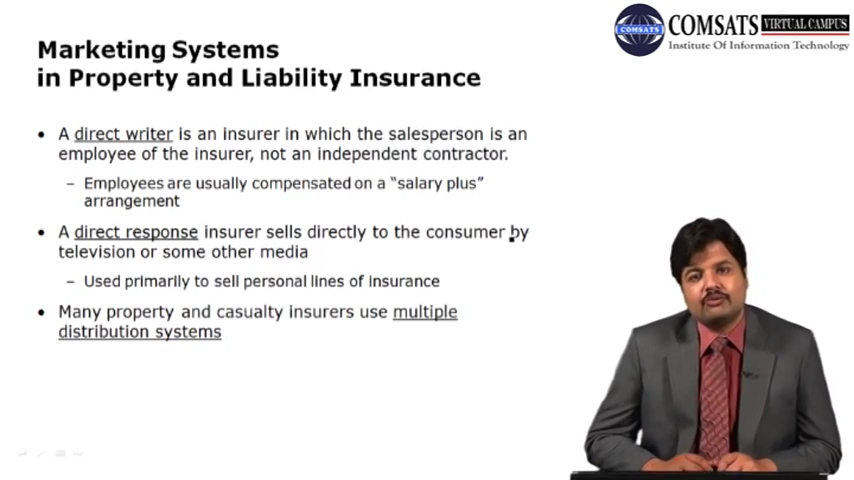 COMSATS VIRTUAL CAMPUS
COMSATS
Institute Of Information Technology
Marketing Systems
in Property and Liability Insurance
• A direct writer is an insurer in which the salesperson is an
employee of the insurer, not an independent contractor.
– Employees are usually compensated on a “salary plus”
arrangement
• A direct response insurer sells directly to the consumer by
television or some other media
– Used primarily to sell personal lines of insurance
• Many property and casualty insurers use multiple
distribution systems